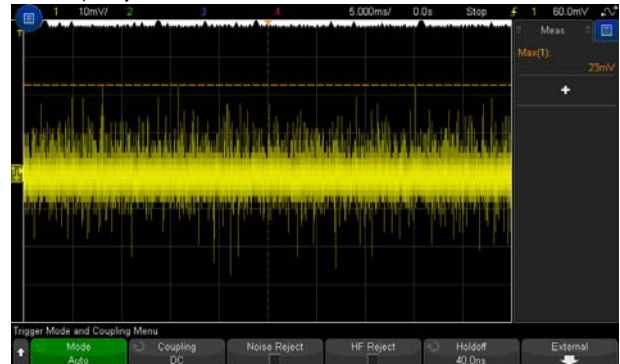 1 10mV/ 2 3 4 5.000ms/ 0.0s Stop 1 60.0mV
Meas
Max(1):
23mV
Trigger Mode and Coupling Menu
Mode Coupling Noise Reject HF Reject Holdoff External
Auto DC 40.0ns